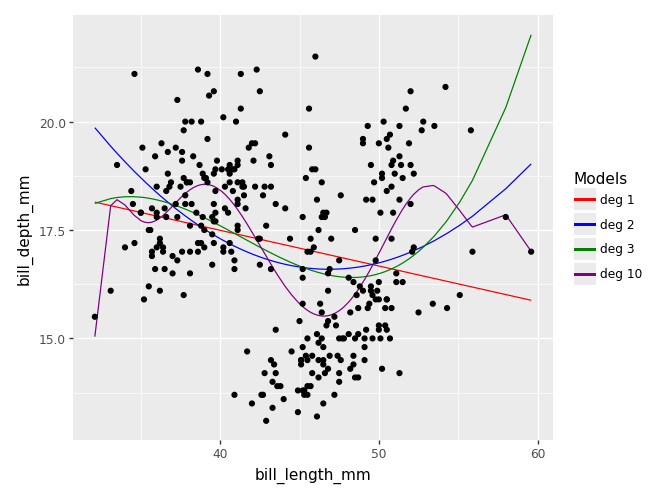 20.0
17.5
15.0
bill_depth_mm
40
50
60
bill_length_mm
Models
deg 1
deg 2
deg 3
deg 10